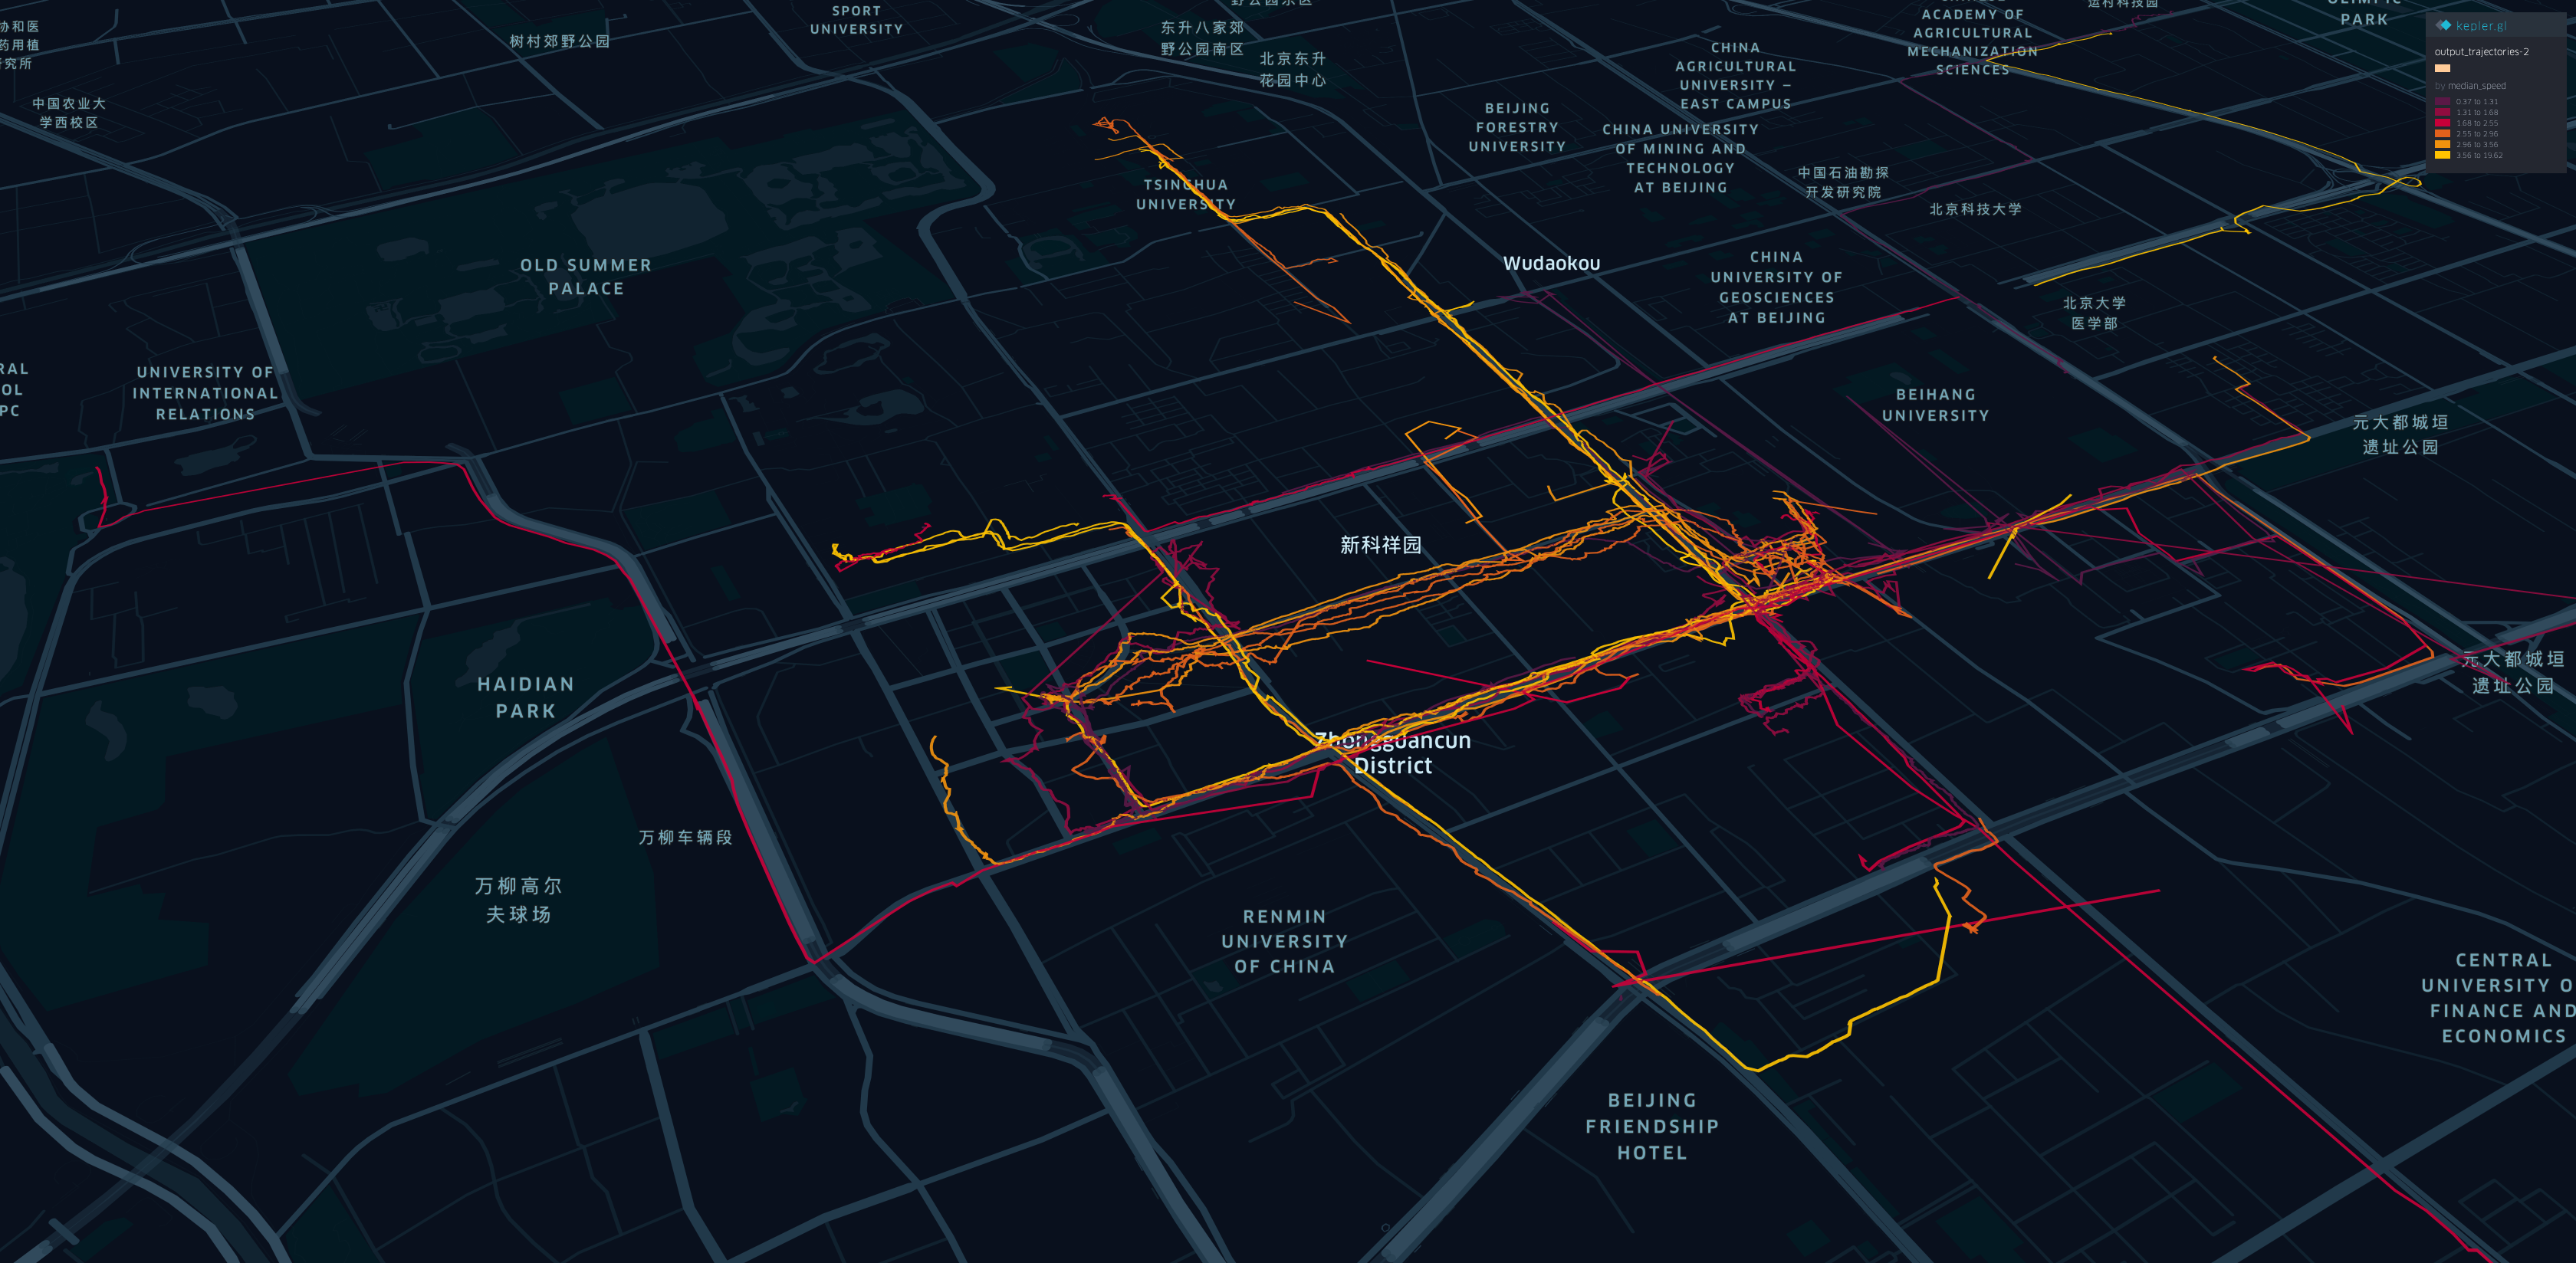 协和医
药用植
究所
树村郊野公园
SPORT
UNIVERSITY
东升八家郊
野公园南区
北京东升
花园中心
CHINA
AGRICULTURAL
UNIVERSITY –
EAST CAMPUS
ACADEMY OF
AGRICULTURAL
MECHANIZATION
SCIENCES
运村科技园
PARK
kepler.gl
output_trajectories-2
by median_speed
0.37 to 1.31
1.31 to 1.68
1.68 to 2.55
2.55 to 2.96
2.96 to 3.56
3.56 to 19.62
中国农业大
学西校区
BEIJING
FORESTRY
UNIVERSITY
CHINA UNIVERSITY
OF MINING AND
TECHNOLOGY
AT BEIJING
中国石油勘探
开发研究院
北京科技大学
TSINGHUA
UNIVERSITY
OLD SUMMER
PALACE
Wudaokou
CHINA
UNIVERSITY OF
GEOSCIENCES
AT BEIJING
北京大学
医学部
RAL
OL
PC
UNIVERSITY OF
INTERNATIONAL
RELATIONS
BEIHANG
UNIVERSITY
元大都城垣
遗址公园
新科祥园
HAIDIAN
PARK
元大都城垣
遗址公园
Zhongguancun
District
万柳车辆段
万柳高尔
夫球场
RENMIN
UNIVERSITY
OF CHINA
CENTRAL
UNIVERSITY O
FINANCE AND
ECONOMICS
BEIJING
FRIENDSHIP
HOTEL